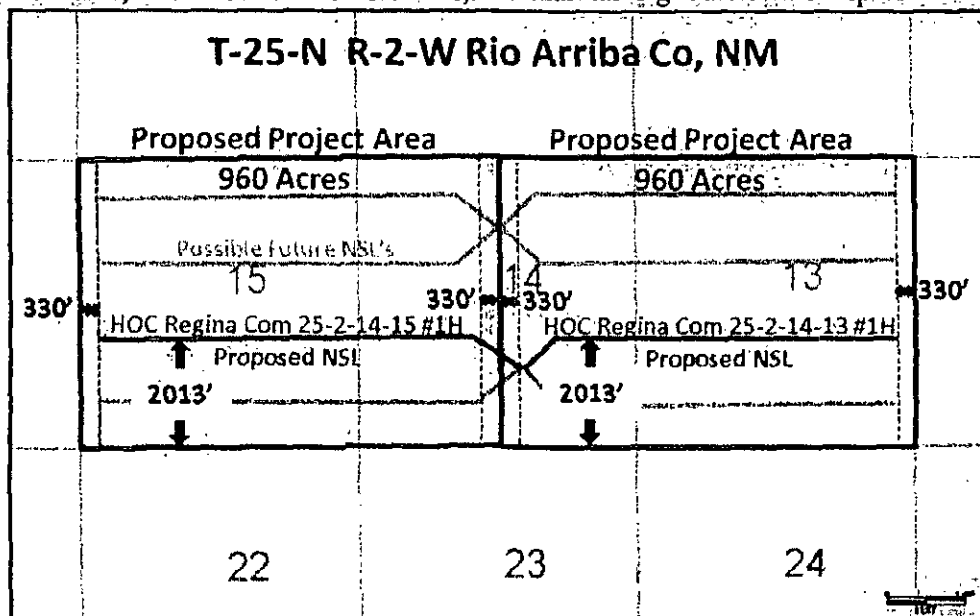 T-25-N R-2-W Rio Arriba Co, NM
Proposed Project Area Proposed Project Area
960 Acres 960 Acres
Possible Future NSL's
15 14 13
330' 330' 330' 330'
HOC Regina Com 25-2-14-15 #1H HOC Regina Com 25-2-14-13 #1H
Proposed NSL Proposed NSL
2013' 2013'
22 23 24